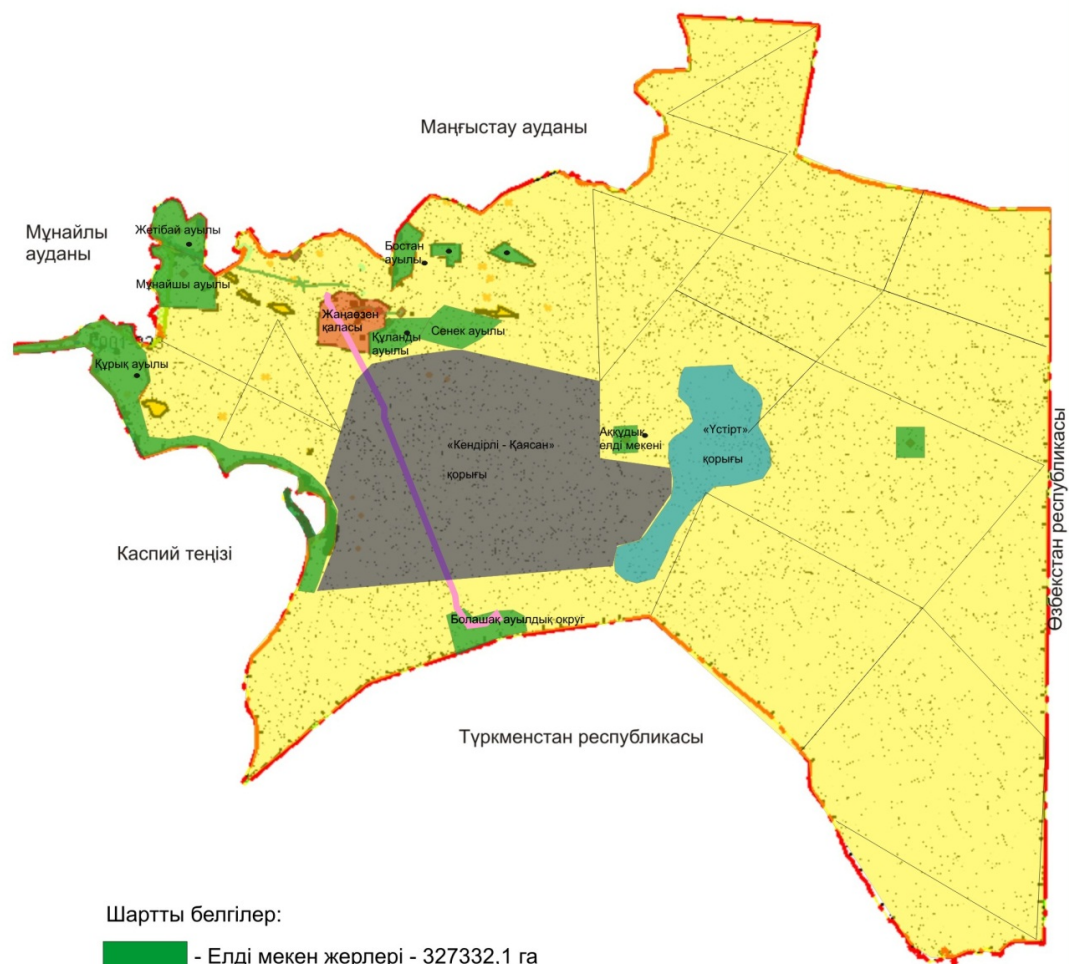 Маңғыстау ауданы
Мұнайлы
ауданы
Жетібай ауылы
Бостан
ауылы
Мұнайшы ауылы
Жаңаөзен
қаласы
Сенек ауылы
Құланды
ауылы
Құрық ауылы
«Үстірт»
қорығы
Аққұдық
елді мекені
«Кендірлі - Қаясан»
қорығы
Өзбекстан республикасы
Каспий теңізі
Болашақ ауылдық округ
Түркменстан республикасы
Шартты белгілер:
- Елді мекен жерлері - 327332,1 га